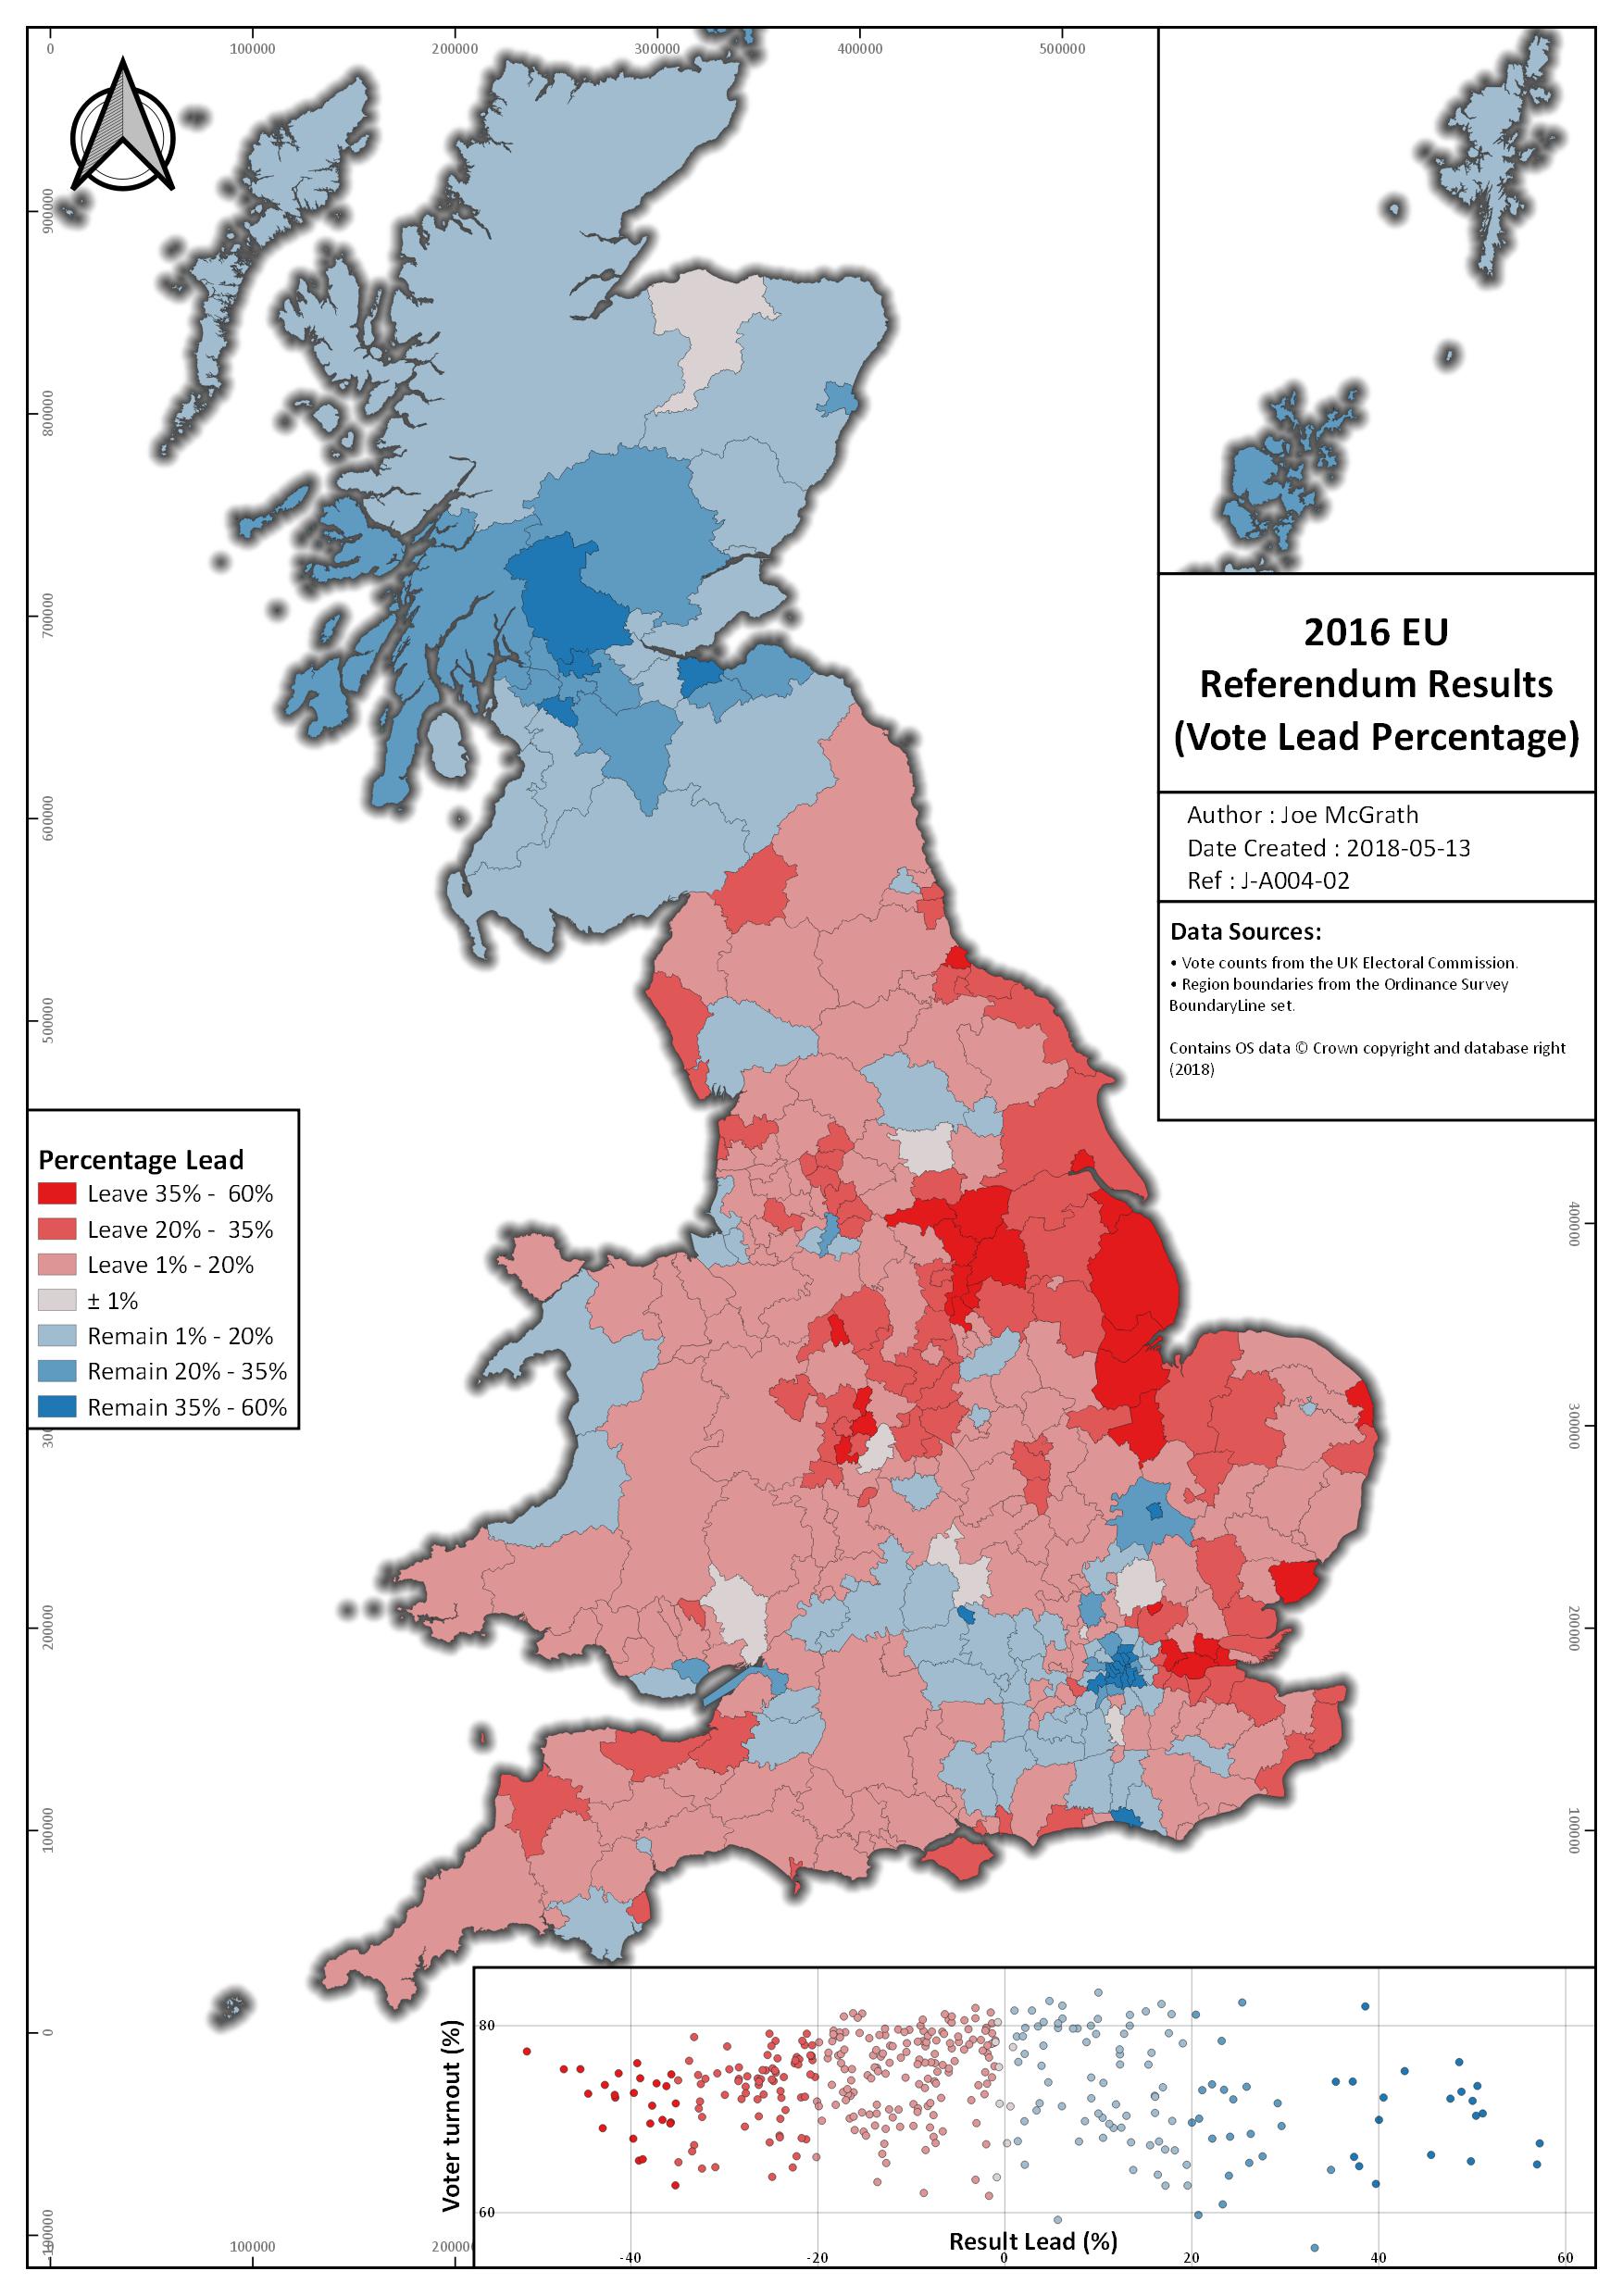 0
100000
200000
300000
400000
500000
900000
800000
700000
600000
500000
30
200000
100000
0
-100000
100000
200000
400000
300000
200000
100000
2016 EU
Referendum Results
(Vote Lead Percentage)
Author : Joe McGrath
Date Created : 2018-05-13
Ref : J-A004-02
Data Sources:
• Vote counts from the UK Electoral Commission.
• Region boundaries from the Ordinance Survey
BoundaryLine set.
Contains OS data © Crown copyright and database right
(2018)
Percentage Lead
Leave 35% - 60%
Leave 20% - 35%
Leave 1% - 20%
± 1%
Remain 1% - 20%
Remain 20% - 35%
Remain 35% - 60%
Voter turnout (%)
80
60
Result Lead (%)
-40
-20
0
20
40
60